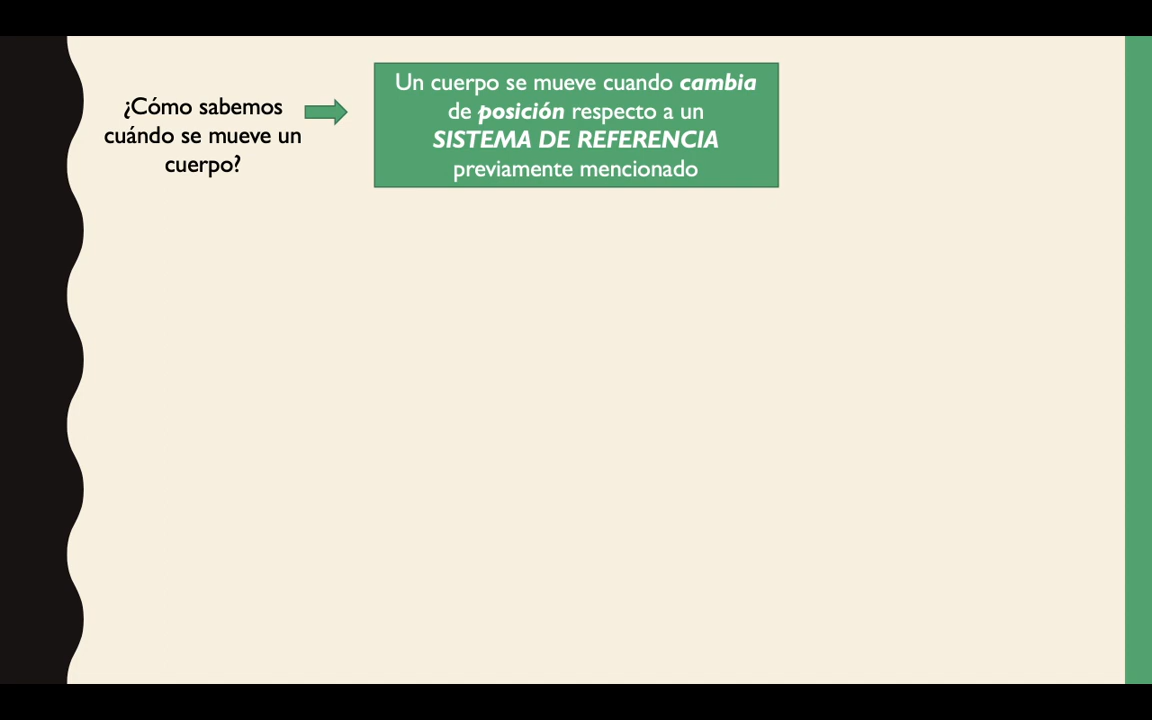 ¿Cómo sabemos
cuándo se mueve un
cuerpo?
Un cuerpo se mueve cuando cambia
de posición respecto a un
SISTEMA DE REFERENCIA
previamente mencionado